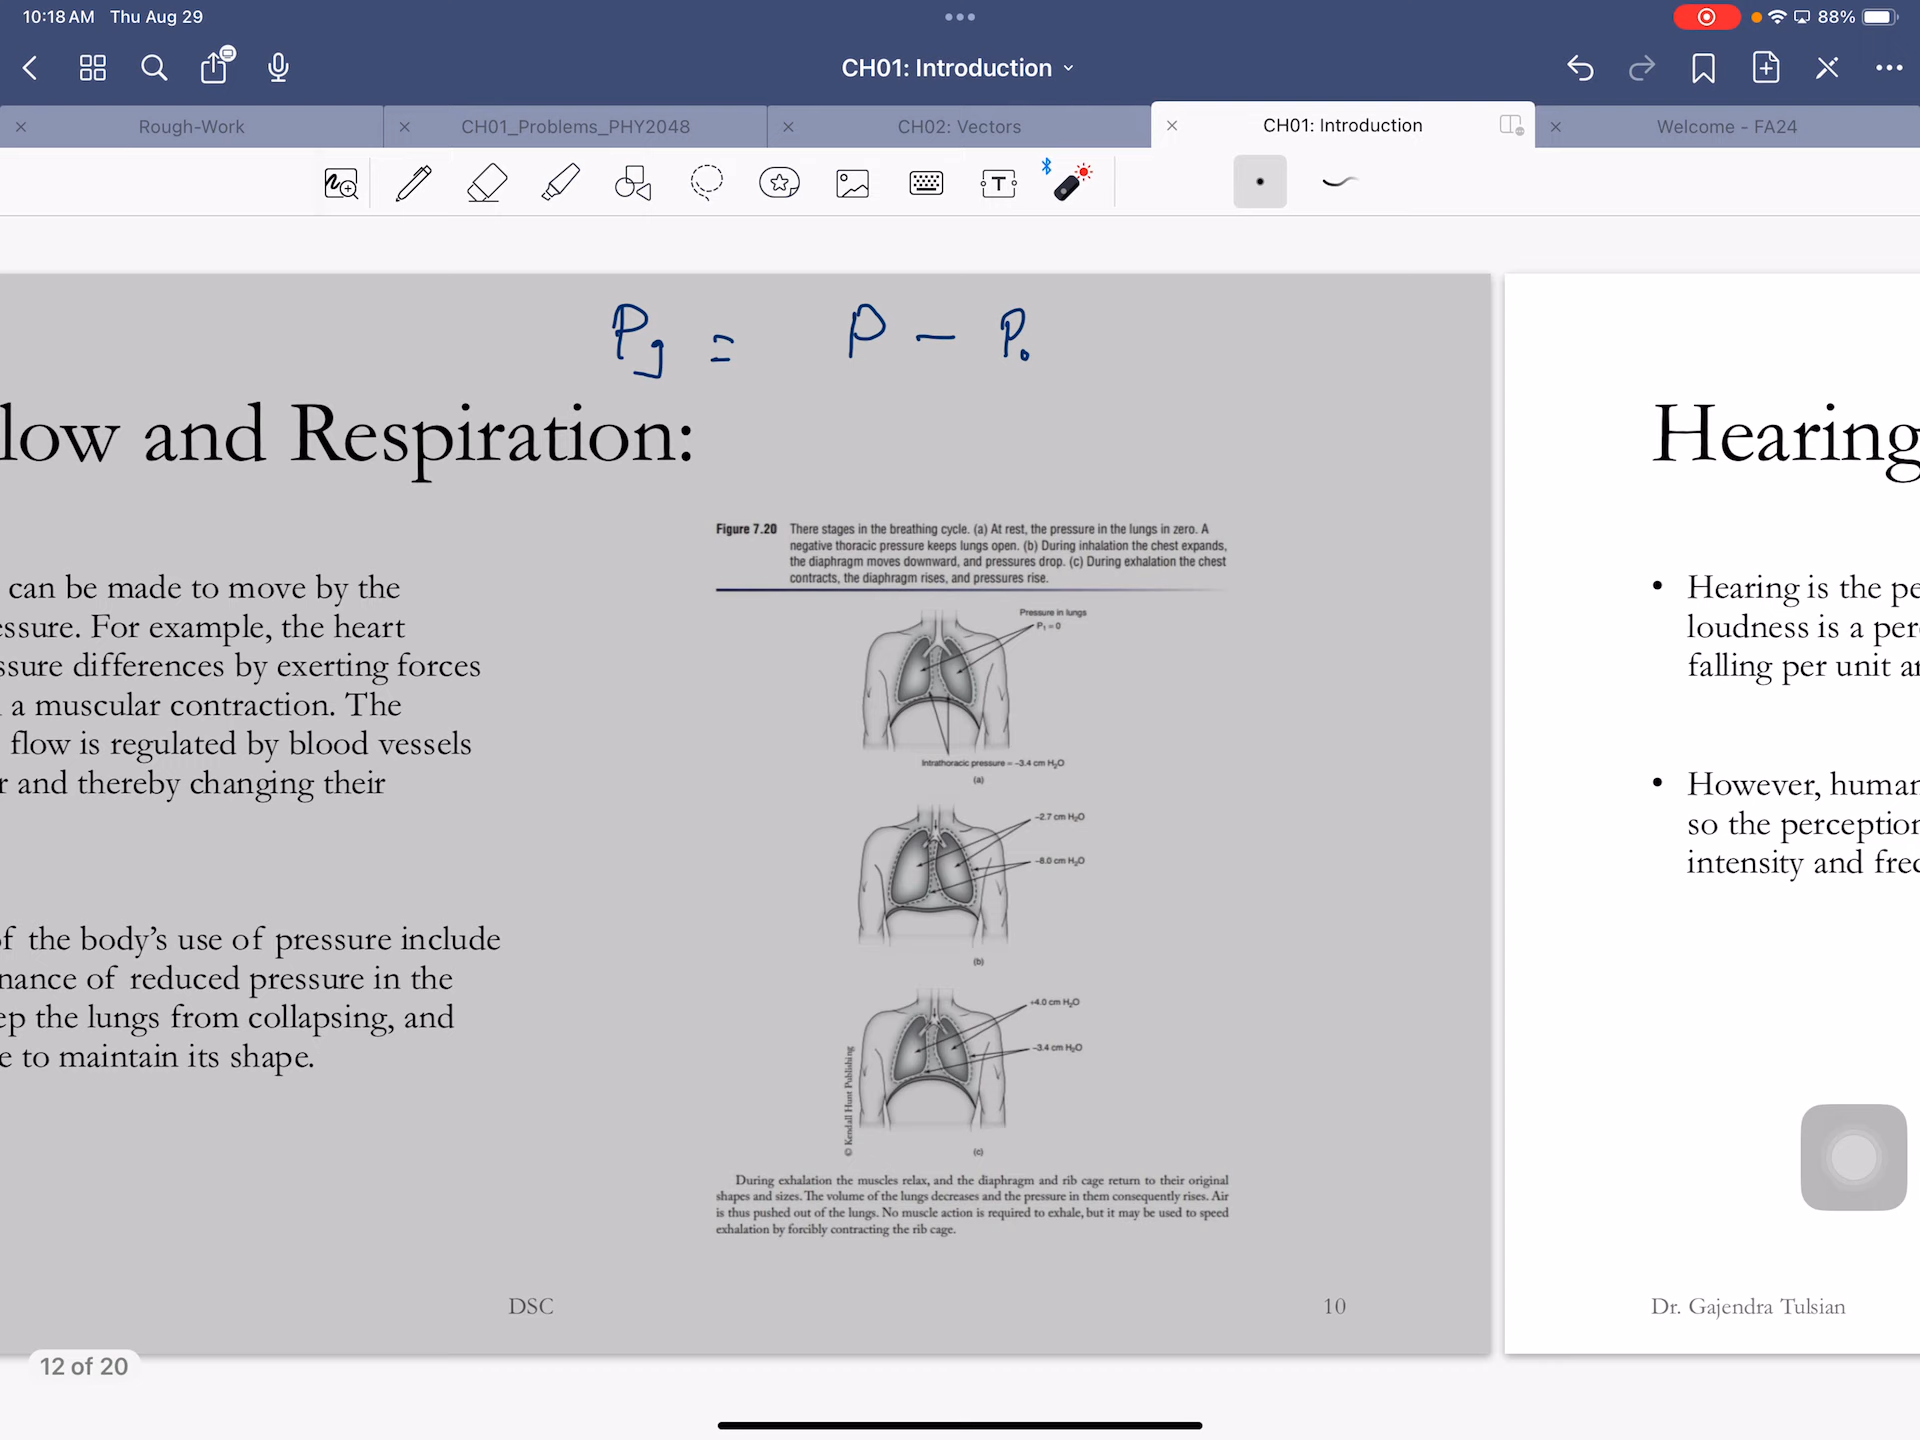 10:18 AM Thu Aug 29
88%
CH01: Introduction
Rough-Work
CH01_Problems_PHY2048
CH02: Vectors
CH01: Introduction
Welcome - FA24
T
Pg = P - P₀
low and Respiration:
can be made to move by the
essure. For example, the heart
ssure differences by exerting forces
a muscular contraction. The
flow is regulated by blood vessels
r and thereby changing their
of the body's use of pressure include
nance of reduced pressure in the
ep the lungs from collapsing, and
e to maintain its shape.
Figure 7.20 There stages in the breathing cycle. (a) At rest, the pressure in the lungs in zero. A
negative thoracic pressure keeps lungs open. (b) During inhalation the chest expands,
the diaphragm moves downward, and pressures drop. (c) During exhalation the chest
contracts, the diaphragm rises, and pressures rise.
Pressure in lungs
P₁ = 0
Intrathoracic pressure = -3.4 cm H₂O
(a)
-2.7 cm H₂O
-8.0 cm H₂O
(b)
+4.0 cm H₂O
-3.4 cm H₂O
© Kendall Hunt Publishing
(c)
During exhalation the muscles relax, and the diaphragm and rib cage return to their original
shapes and sizes. The volume of the lungs decreases and the pressure in them consequently rises. Air
is thus pushed out of the lungs. No muscle action is required to exhale, but it may be used to speed
exhalation by forcibly contracting the rib cage.
DSC
10
Hearing
• Hearing is the pe
loudness is a per
falling per unit ar
• However, human
so the perception
intensity and fre
Dr. Gajendra Tulsian
12 of 20